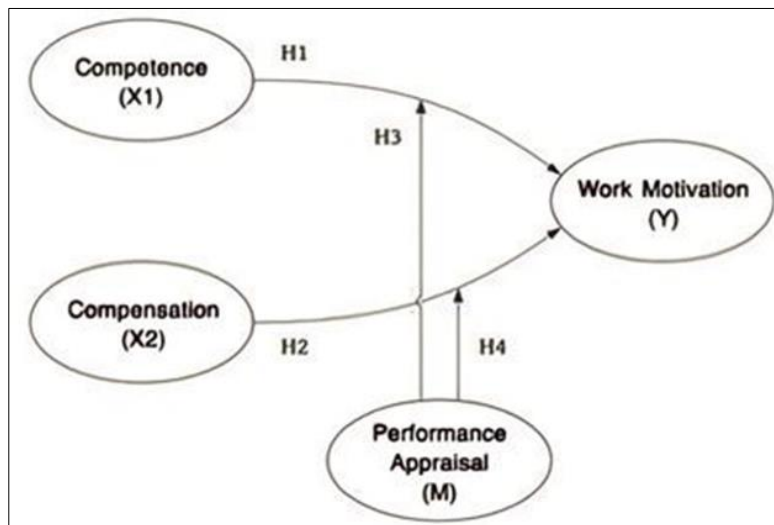 H1
Competence
(X1)
H3
Work Motivation
(Y)
Compensation
(X2)
H2
H4
Performance
Appraisal
(M)